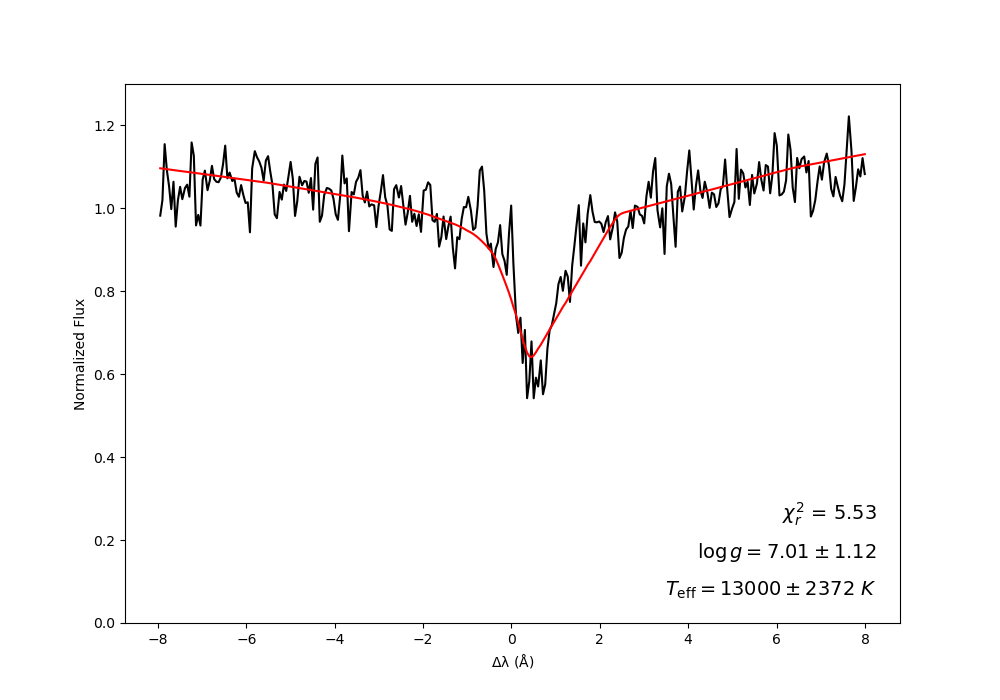 1.2
1.0
0.8
0.6
0.4
0.2
0.0
Normalized Flux
χ²ᵣ = 5.53
log g = 7.01 ± 1.12
T_eff = 13000 ± 2372 K
−8 −6 −4 −2 0 2 4 6 8
Δλ (Å)